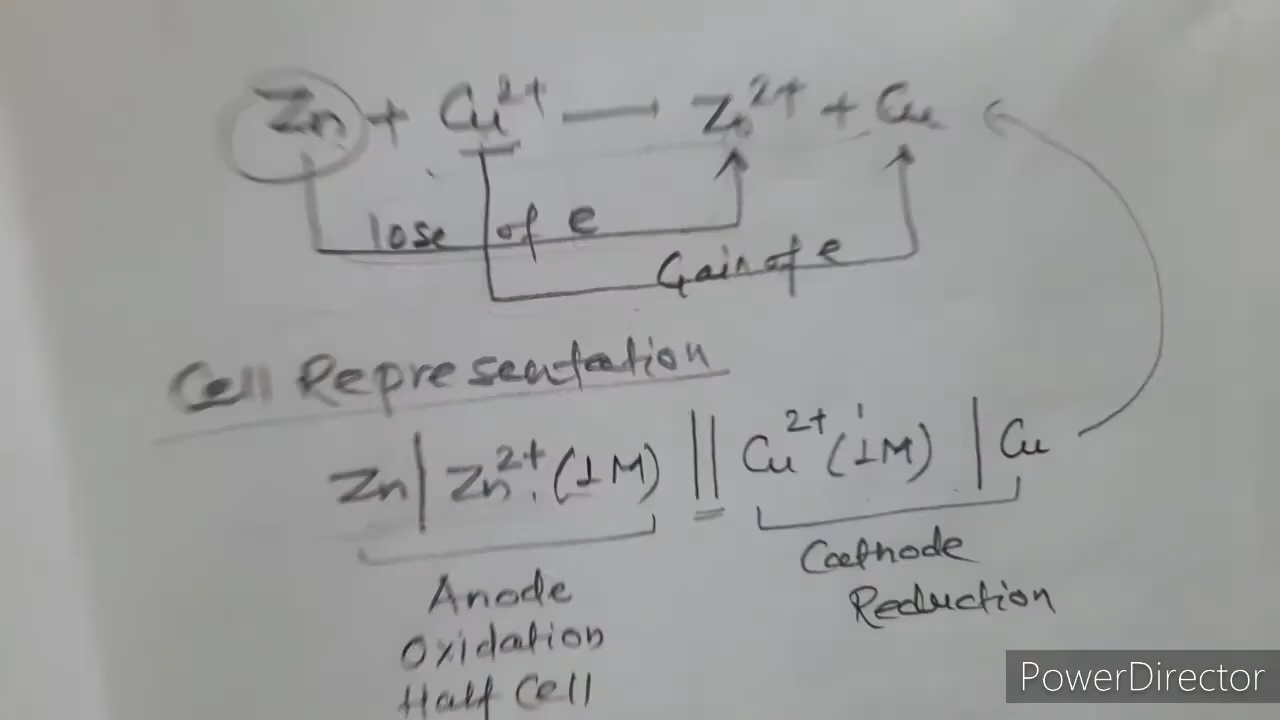 Zn + Cu²⁺ — Zn²⁺ + Cu
lose of e
Gain of e
Cell Representation
Zn | Zn²⁺ (1M) || Cu²⁺ (1M) | Cu
Anode
Oxidation
Half Cell
Cathode
Reduction
PowerDirector